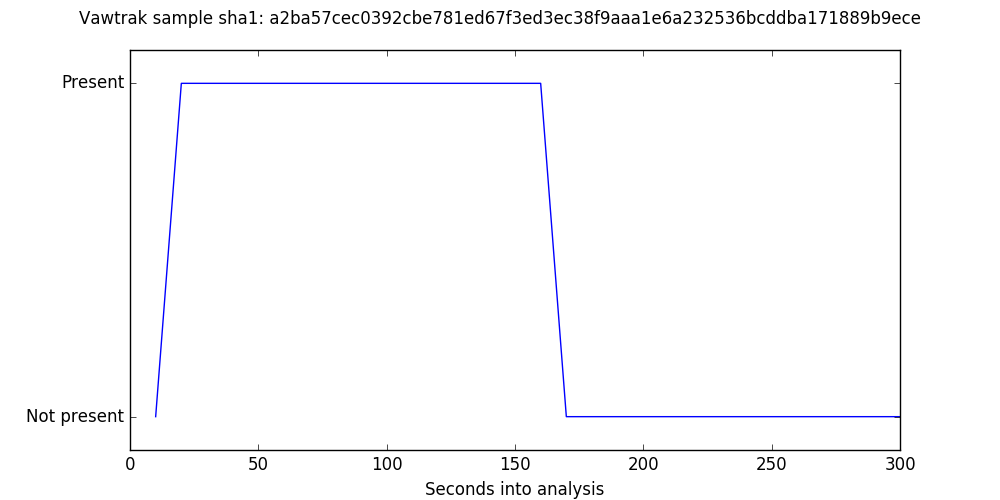 Vawtrak sample sha1: a2ba57cec0392cbe781ed67f3ed3ec38f9aaa1e6a232536bcddba171889b9ece
Present
Not present
0 50 100 150 200 250 300
Seconds into analysis